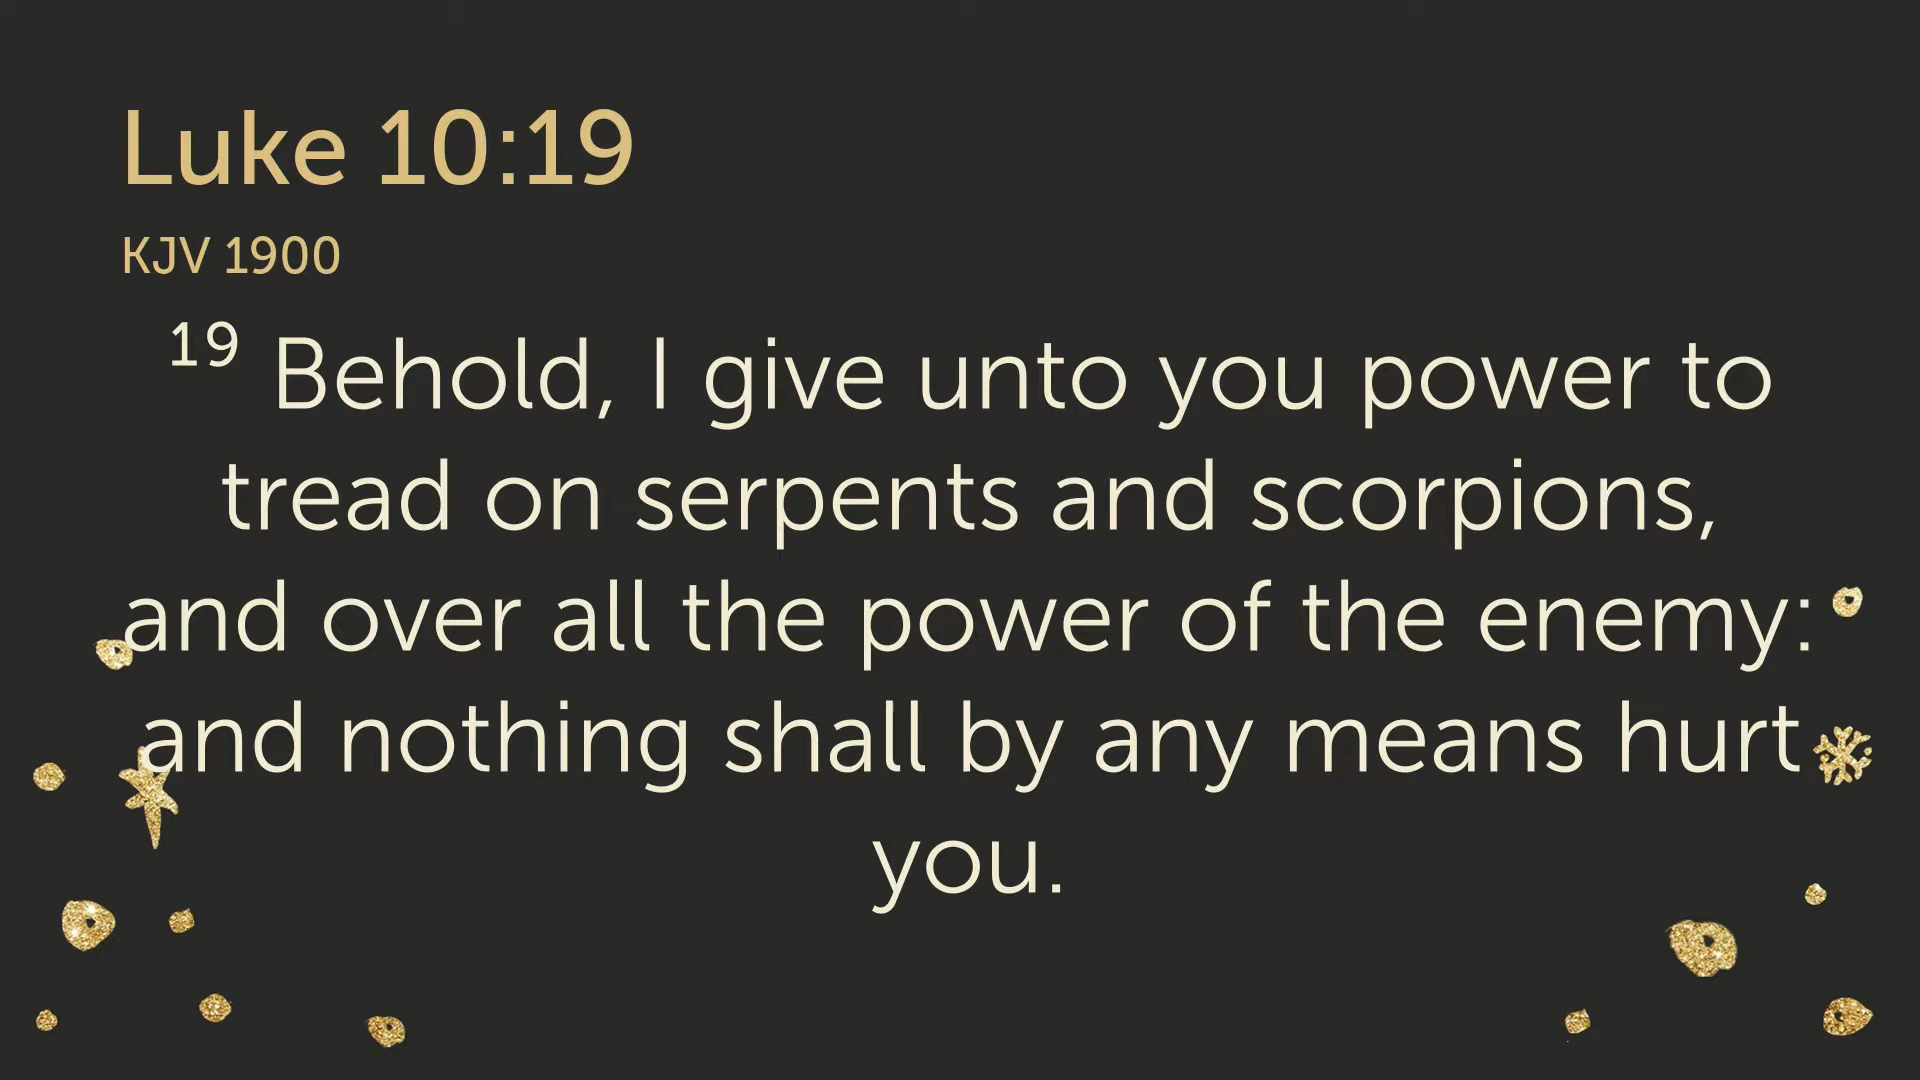 Luke 10:19
KJV 1900
19 Behold, I give unto you power to
tread on serpents and scorpions,
and over all the power of the enemy:
and nothing shall by any means hurt
you.